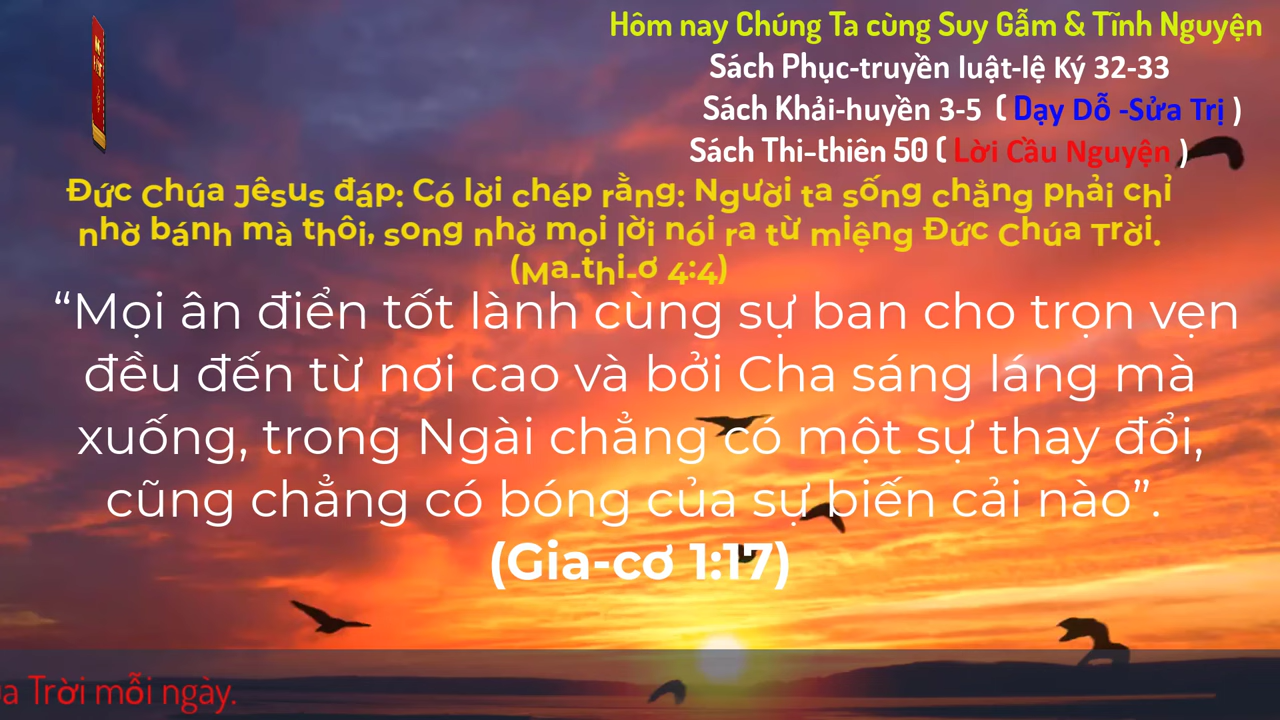 Hôm nay Chúng Ta cùng Suy Gẫm & Tĩnh Nguyện
Sách Phục-truyền luật-lệ Ký 32-33
Sách Khải-huyền 3-5 ( Dạy Dỗ -Sửa Trị )
Sách Thi-thiên 50 ( Lời Cầu Nguyện )
Đức Chúa Jêsus đáp: Có lời chép rằng: Người ta sống chẳng phải chỉ
nhờ bánh mà thôi, song nhờ mọi lời nói ra từ miệng Đức Chúa Trời.
(Ma-thi-ơ 4:4)
“Mọi ân điển tốt lành cùng sự ban cho trọn vẹn
đều đến từ nơi cao và bởi Cha sáng láng mà
xuống, trong Ngài chẳng có một sự thay đổi,
cũng chẳng có bóng của sự biến cải nào”.
(Gia-cơ 1:17)
Trời mỗi ngày.